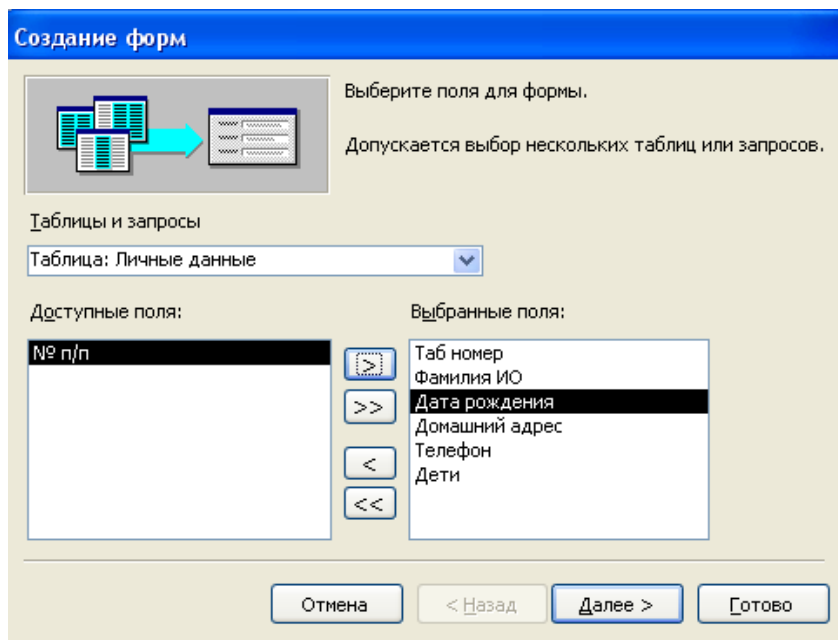 Создание форм
Выберите поля для формы.
Допускается выбор нескольких таблиц или запросов.
Таблицы и запросы
Таблица: Личные данные
Доступные поля:
Выбранные поля:
№ п/п
>
>>
<
<<
Таб номер
Фамилия ИО
Дата рождения
Домашний адрес
Телефон
Дети
Отмена
< Назад
Далее >
Готово